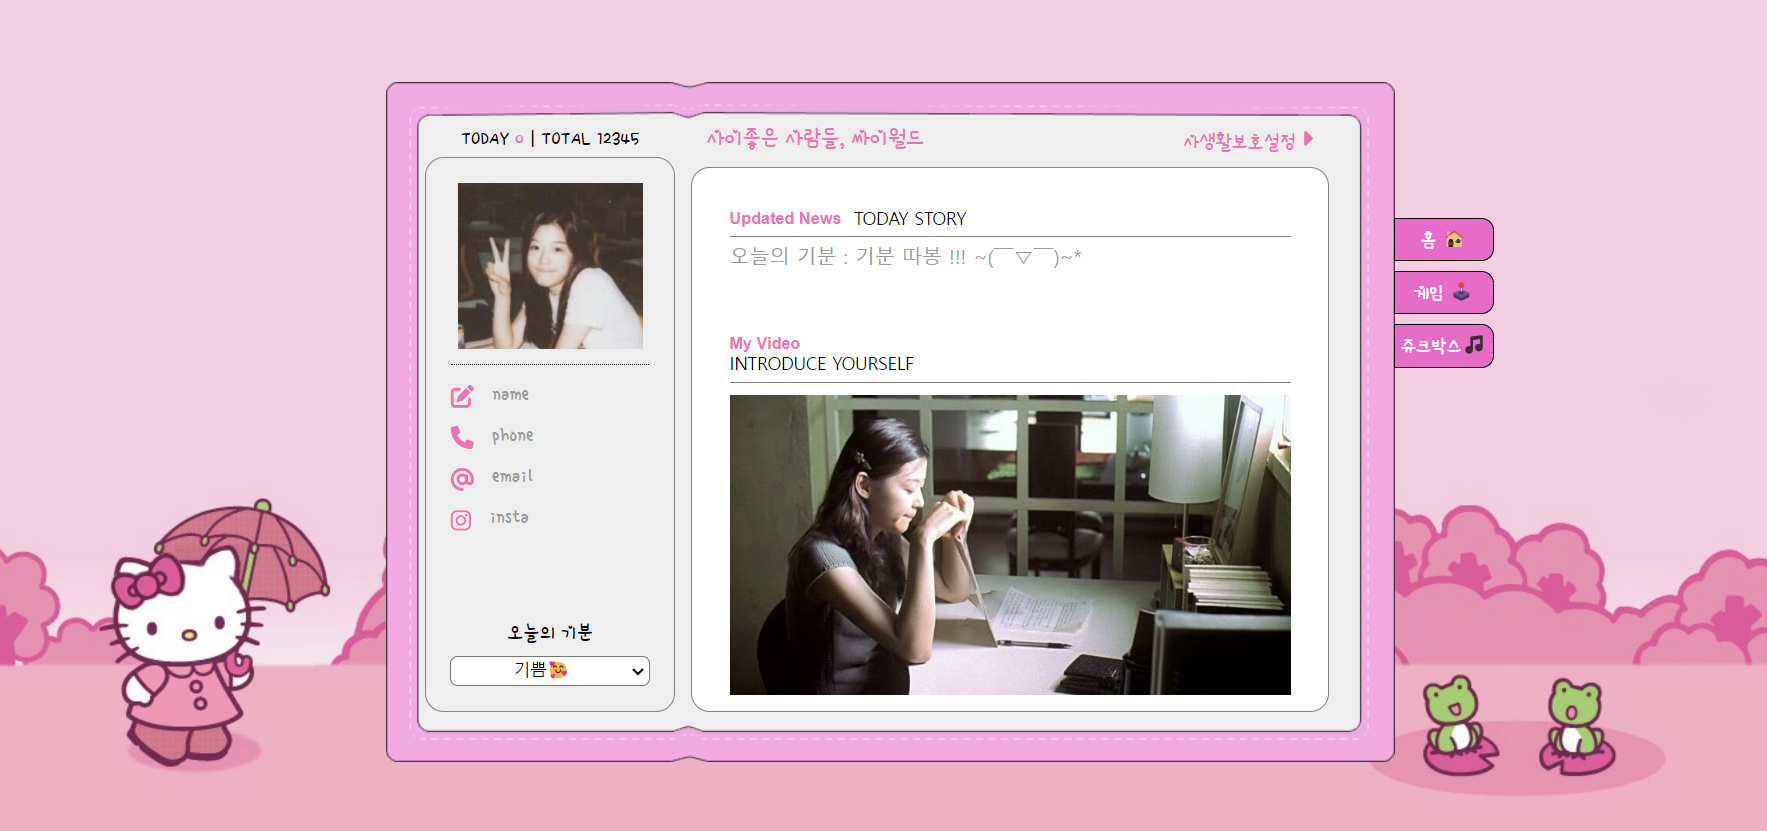 TODAY 0 | TOTAL 12345
사이좋은 사람들, 싸이월드
사생활보호설정
name
phone
email
insta
오늘의 기분
기쁨🥰
Updated News TODAY STORY
오늘의 기분 : 기분 따봉 !!! ~(￣▽￣)~*
My Video
INTRODUCE YOURSELF
홈 🏠
게임 🕹️
쥬크박스 🎵